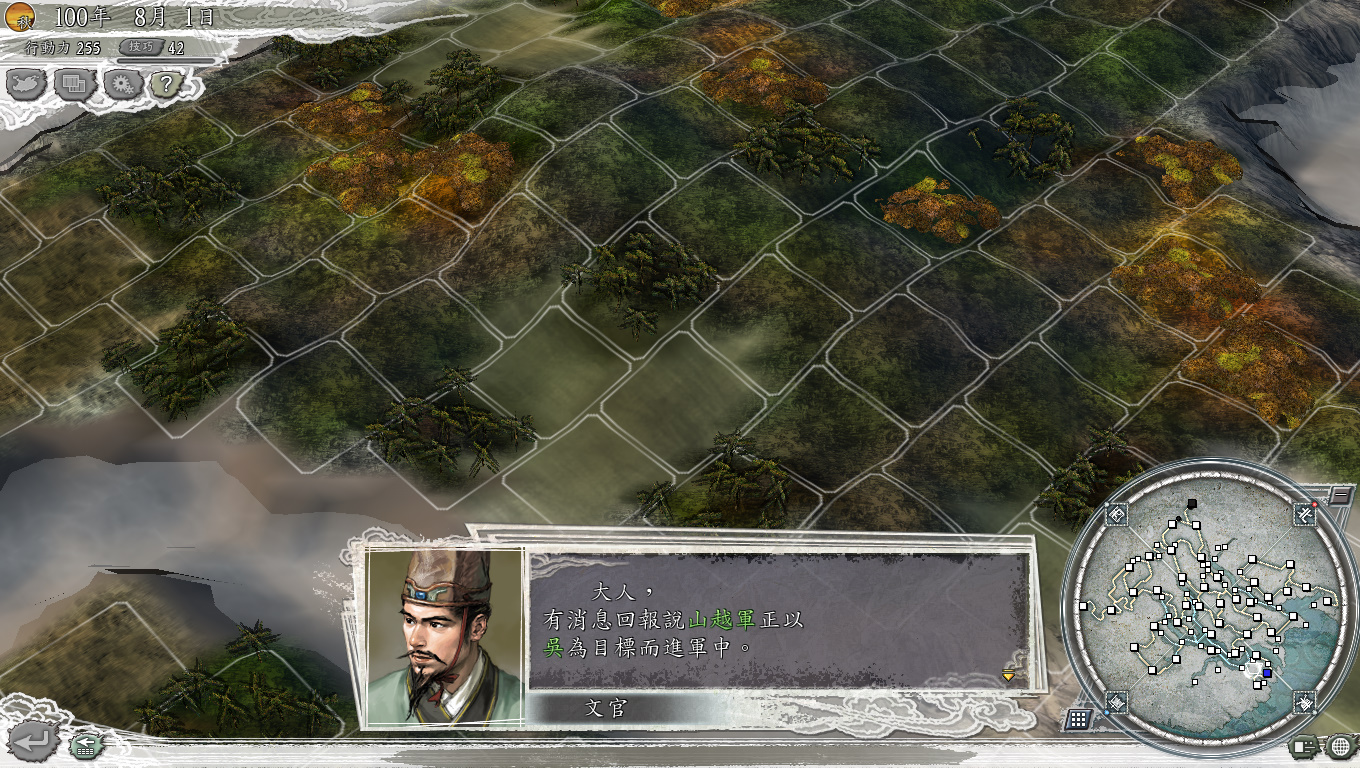 秋 100年 8月 1日
行動力 255 技巧 42
?
大人，
有消息回報說山越軍正以
吳為目標而進軍中。
文官